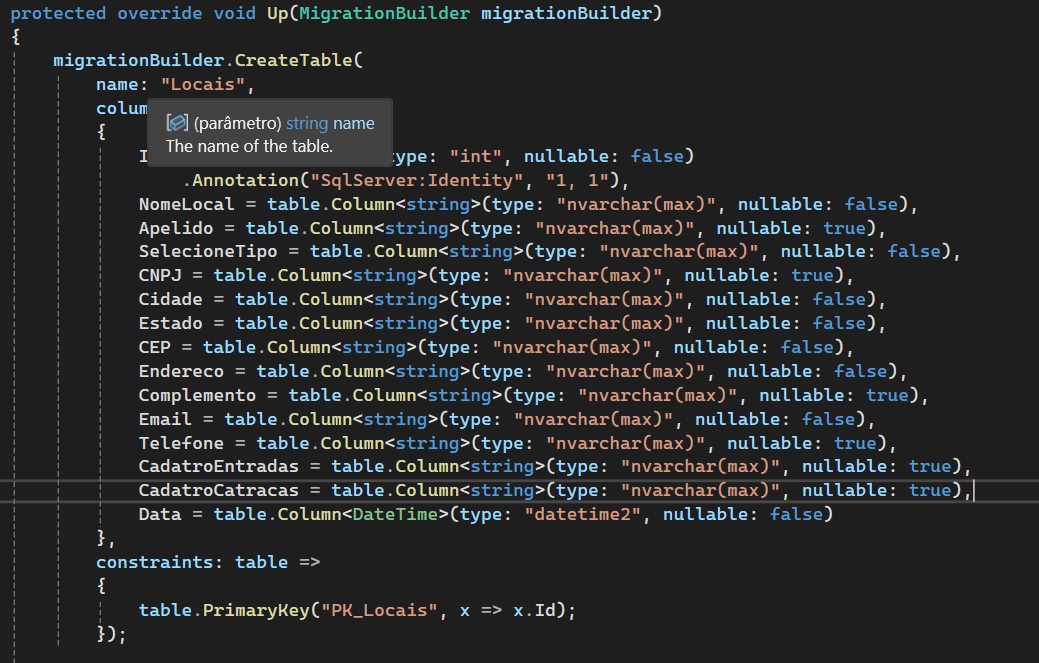 protected override void Up(MigrationBuilder migrationBuilder)
{
migrationBuilder.CreateTable(
name: "Locais",
colum
(parâmetro) string name
The name of the table.
{
I ype: "int", nullable: false)
.Annotation("SqlServer:Identity", "1, 1"),
NomeLocal = table.Column<string>(type: "nvarchar(max)", nullable: false),
Apelido = table.Column<string>(type: "nvarchar(max)", nullable: true),
SelecioneTipo = table.Column<string>(type: "nvarchar(max)", nullable: false),
CNPJ = table.Column<string>(type: "nvarchar(max)", nullable: true),
Cidade = table.Column<string>(type: "nvarchar(max)", nullable: false),
Estado = table.Column<string>(type: "nvarchar(max)", nullable: false),
CEP = table.Column<string>(type: "nvarchar(max)", nullable: false),
Endereco = table.Column<string>(type: "nvarchar(max)", nullable: false),
Complemento = table.Column<string>(type: "nvarchar(max)", nullable: true),
Email = table.Column<string>(type: "nvarchar(max)", nullable: false),
Telefone = table.Column<string>(type: "nvarchar(max)", nullable: true),
CadatroEntradas = table.Column<string>(type: "nvarchar(max)", nullable: true),
CadatroCatracas = table.Column<string>(type: "nvarchar(max)", nullable: true),
Data = table.Column<DateTime>(type: "datetime2", nullable: false)
},
constraints: table =>
{
table.PrimaryKey("PK_Locais", x => x.Id);
});